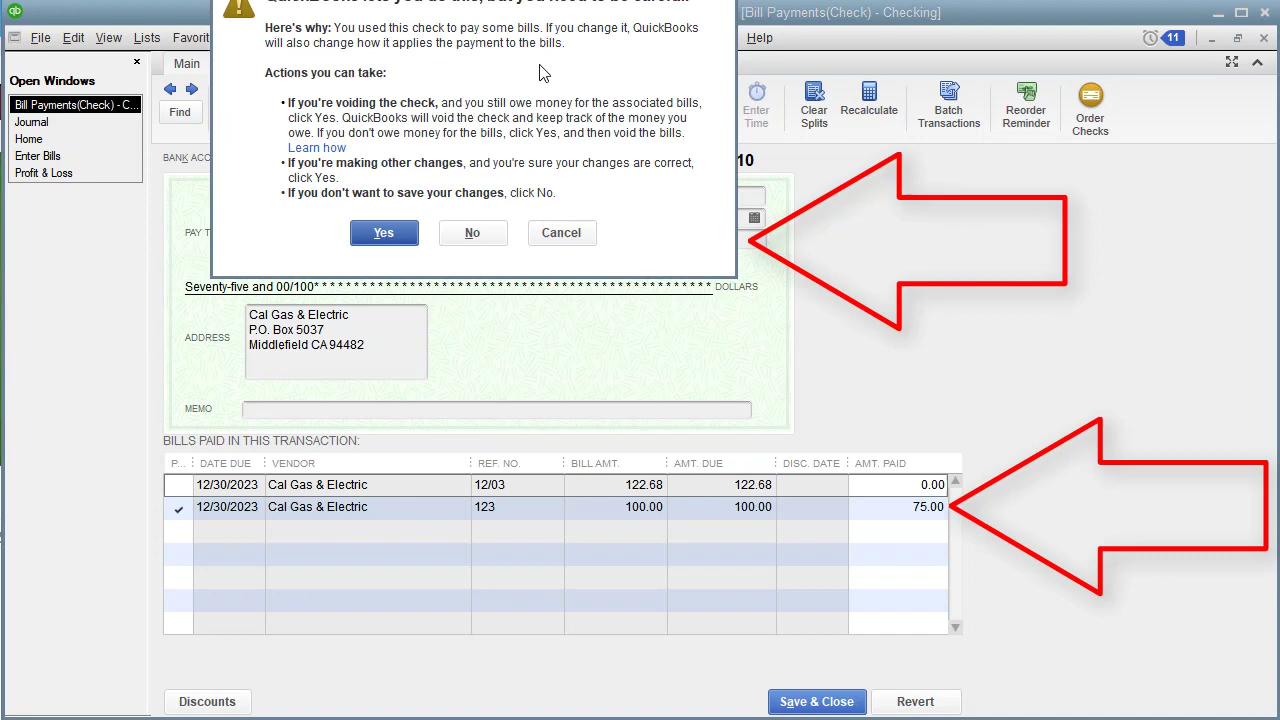 [Bill Payments(Check) - Checking]
File Edit View Lists Favorit Help 11
Open Windows
Bill Payments(Check) - C...
Journal
Home
Enter Bills
Profit & Loss
Main
Find
Here's why: You used this check to pay some bills. If you change it, QuickBooks
will also change how it applies the payment to the bills.
Actions you can take:
• If you're voiding the check, and you still owe money for the associated bills,
click Yes. QuickBooks will void the check and keep track of the money you
owe. If you don't owe money for the bills, click Yes, and then void the bills.
Learn how
• If you're making other changes, and you're sure your changes are correct,
click Yes.
• If you don't want to save your changes, click No.
Yes No Cancel
Enter
Time
Clear
Splits
Recalculate
Batch
Transactions
Reorder
Reminder
Order
Checks
BANK ACCO
10
PAY T
Seventy-five and 00/100* * * * * * * * * * * * * * * * * * * * * * * * * * * * * * * * * * * * * * * * * * * * * * * * * * * * * * * * * * DOLLARS
ADDRESS
Cal Gas & Electric
P.O. Box 5037
Middlefield CA 94482
MEMO
BILLS PAID IN THIS TRANSACTION:
P... DATE DUE VENDOR REF. NO. BILL AMT. AMT. DUE DISC. DATE AMT. PAID
12/30/2023 Cal Gas & Electric 12/03 122.68 122.68 0.00
12/30/2023 Cal Gas & Electric 123 100.00 100.00 75.00
Discounts Save & Close Revert